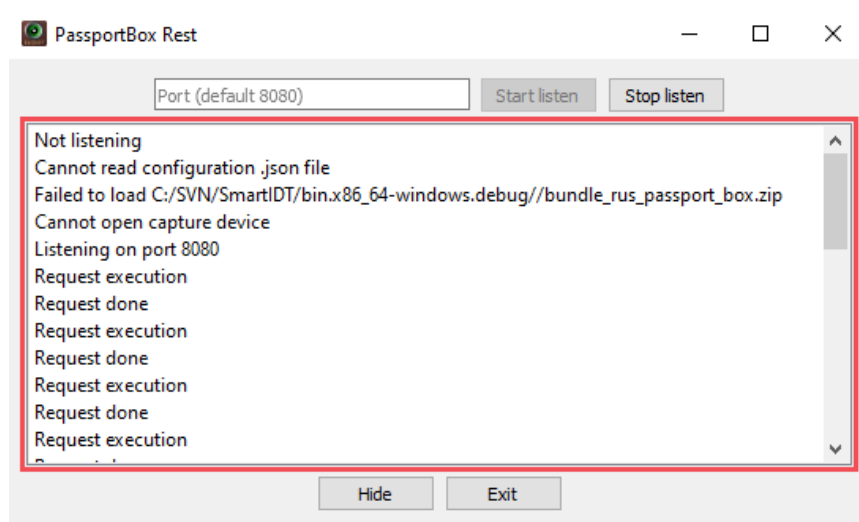 PassportBox Rest
Port (default 8080)
Start listen
Stop listen
Not listening
Cannot read configuration .json file
Failed to load C:/SVN/SmartIDT/bin.x86_64-windows.debug//bundle_rus_passport_box.zip
Cannot open capture device
Listening on port 8080
Request execution
Request done
Request execution
Request done
Request execution
Request done
Request execution
Hide
Exit